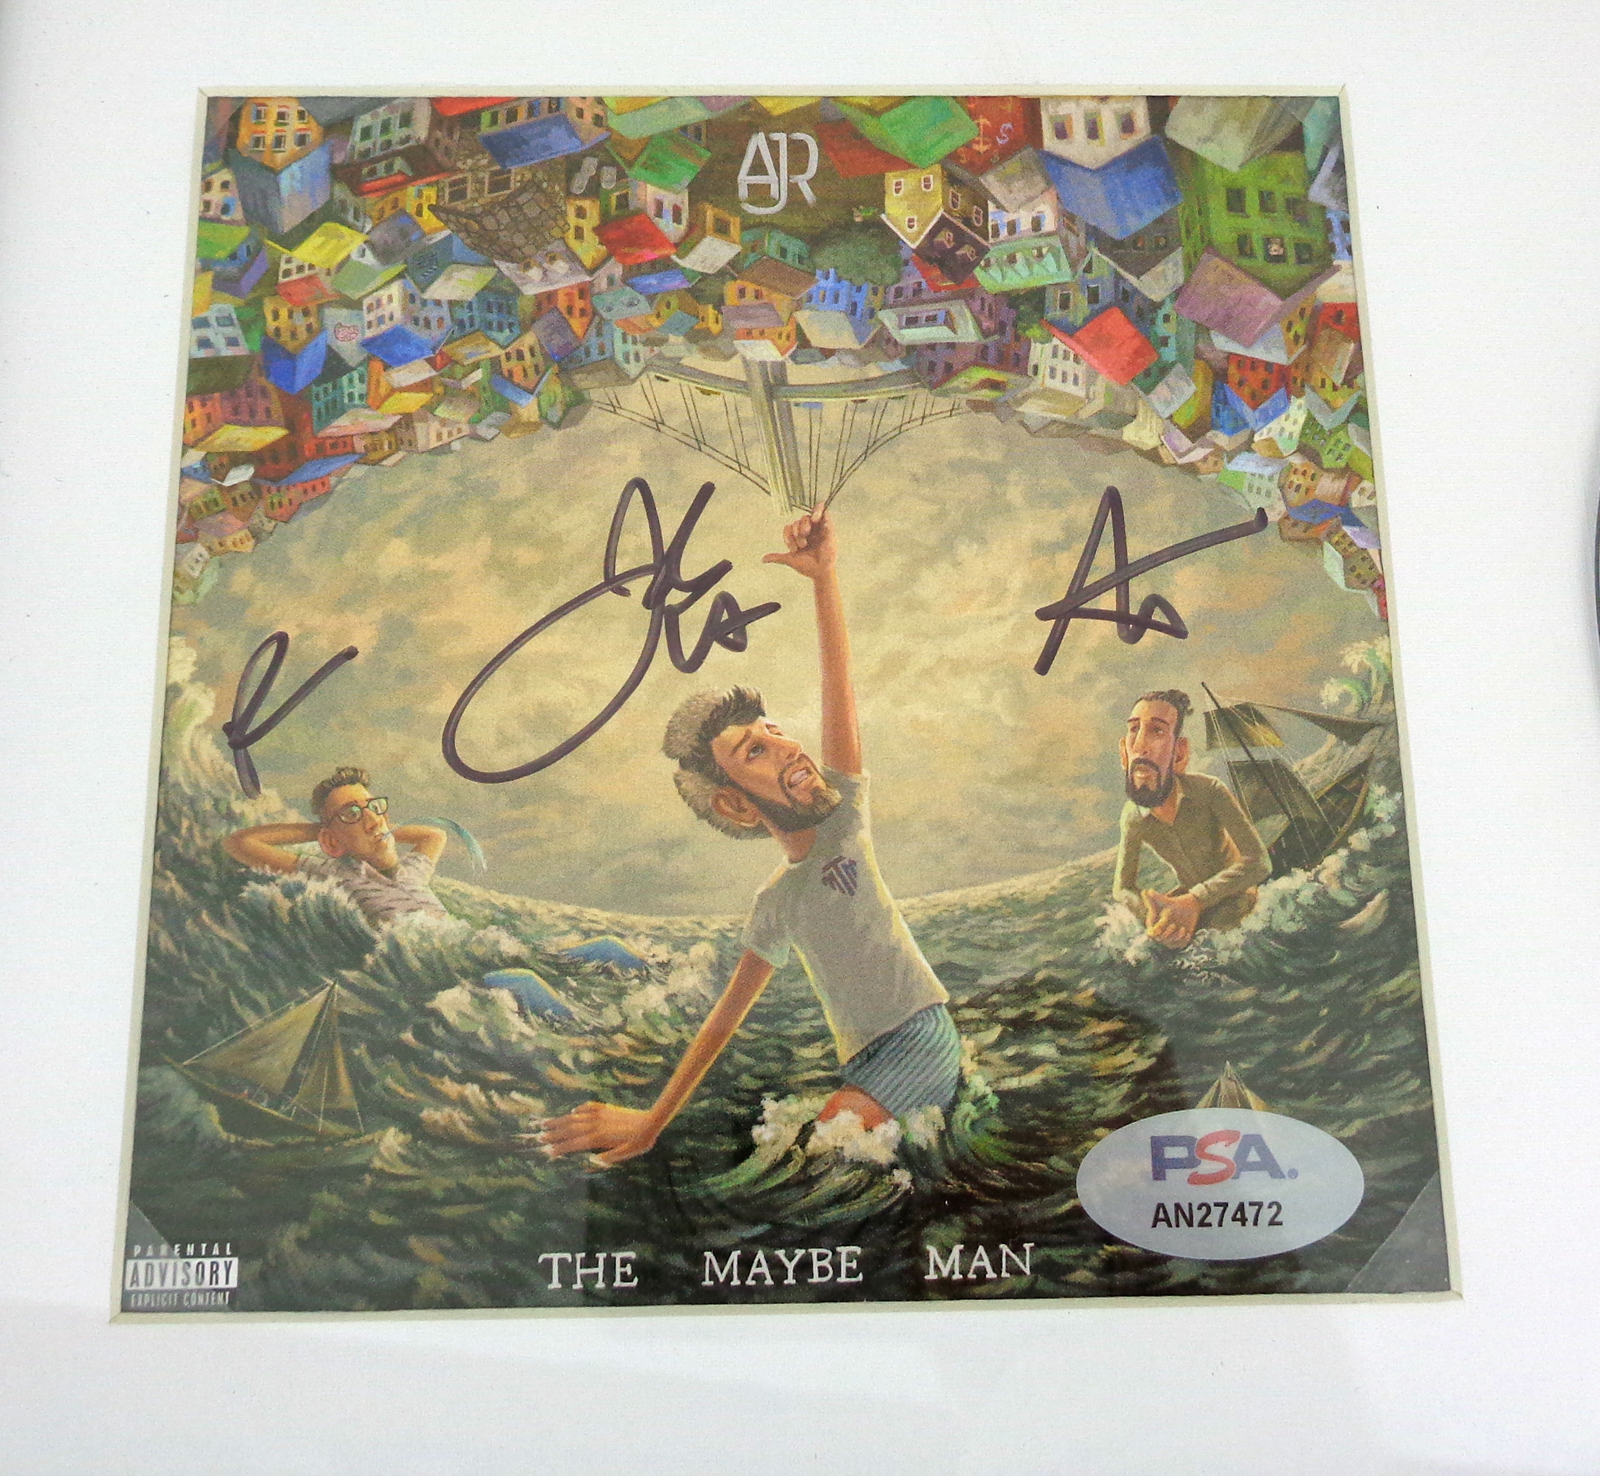 AJR
THE MAYBE MAN
PSA.
AN27472
PARENTAL
ADVISORY
EXPLICIT CONTENT